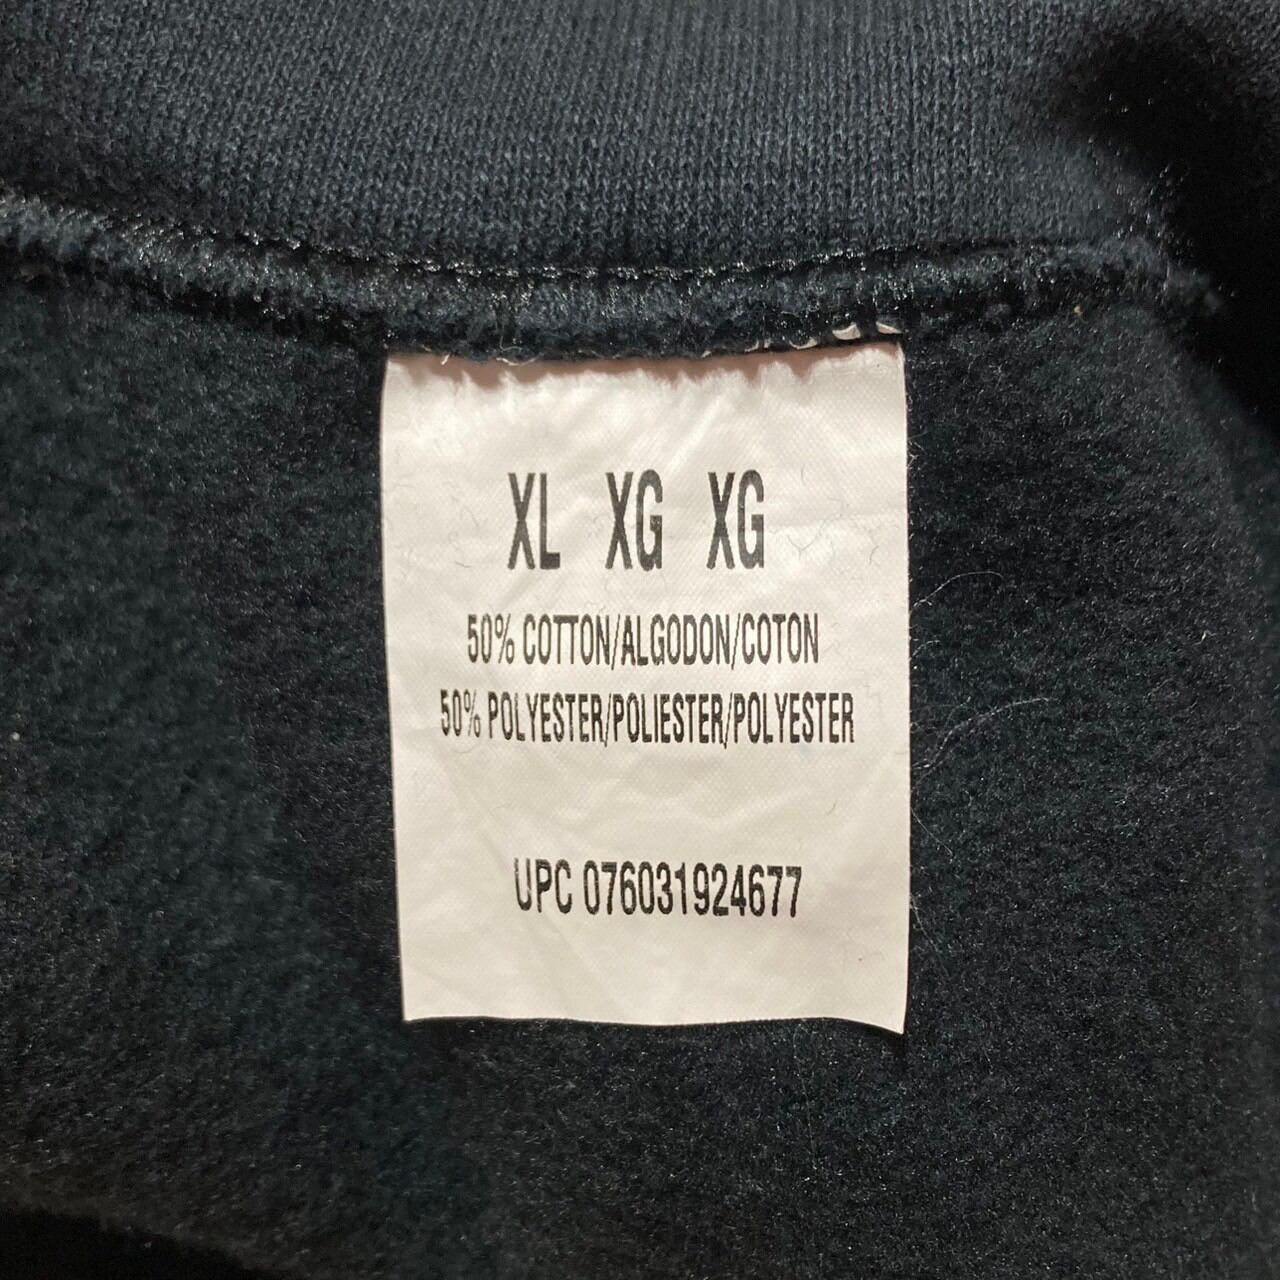 XL XG XG
50% COTTON/ALGODON/COTON
50% POLYESTER/POLIESTER/POLYESTER
UPC 076031924677